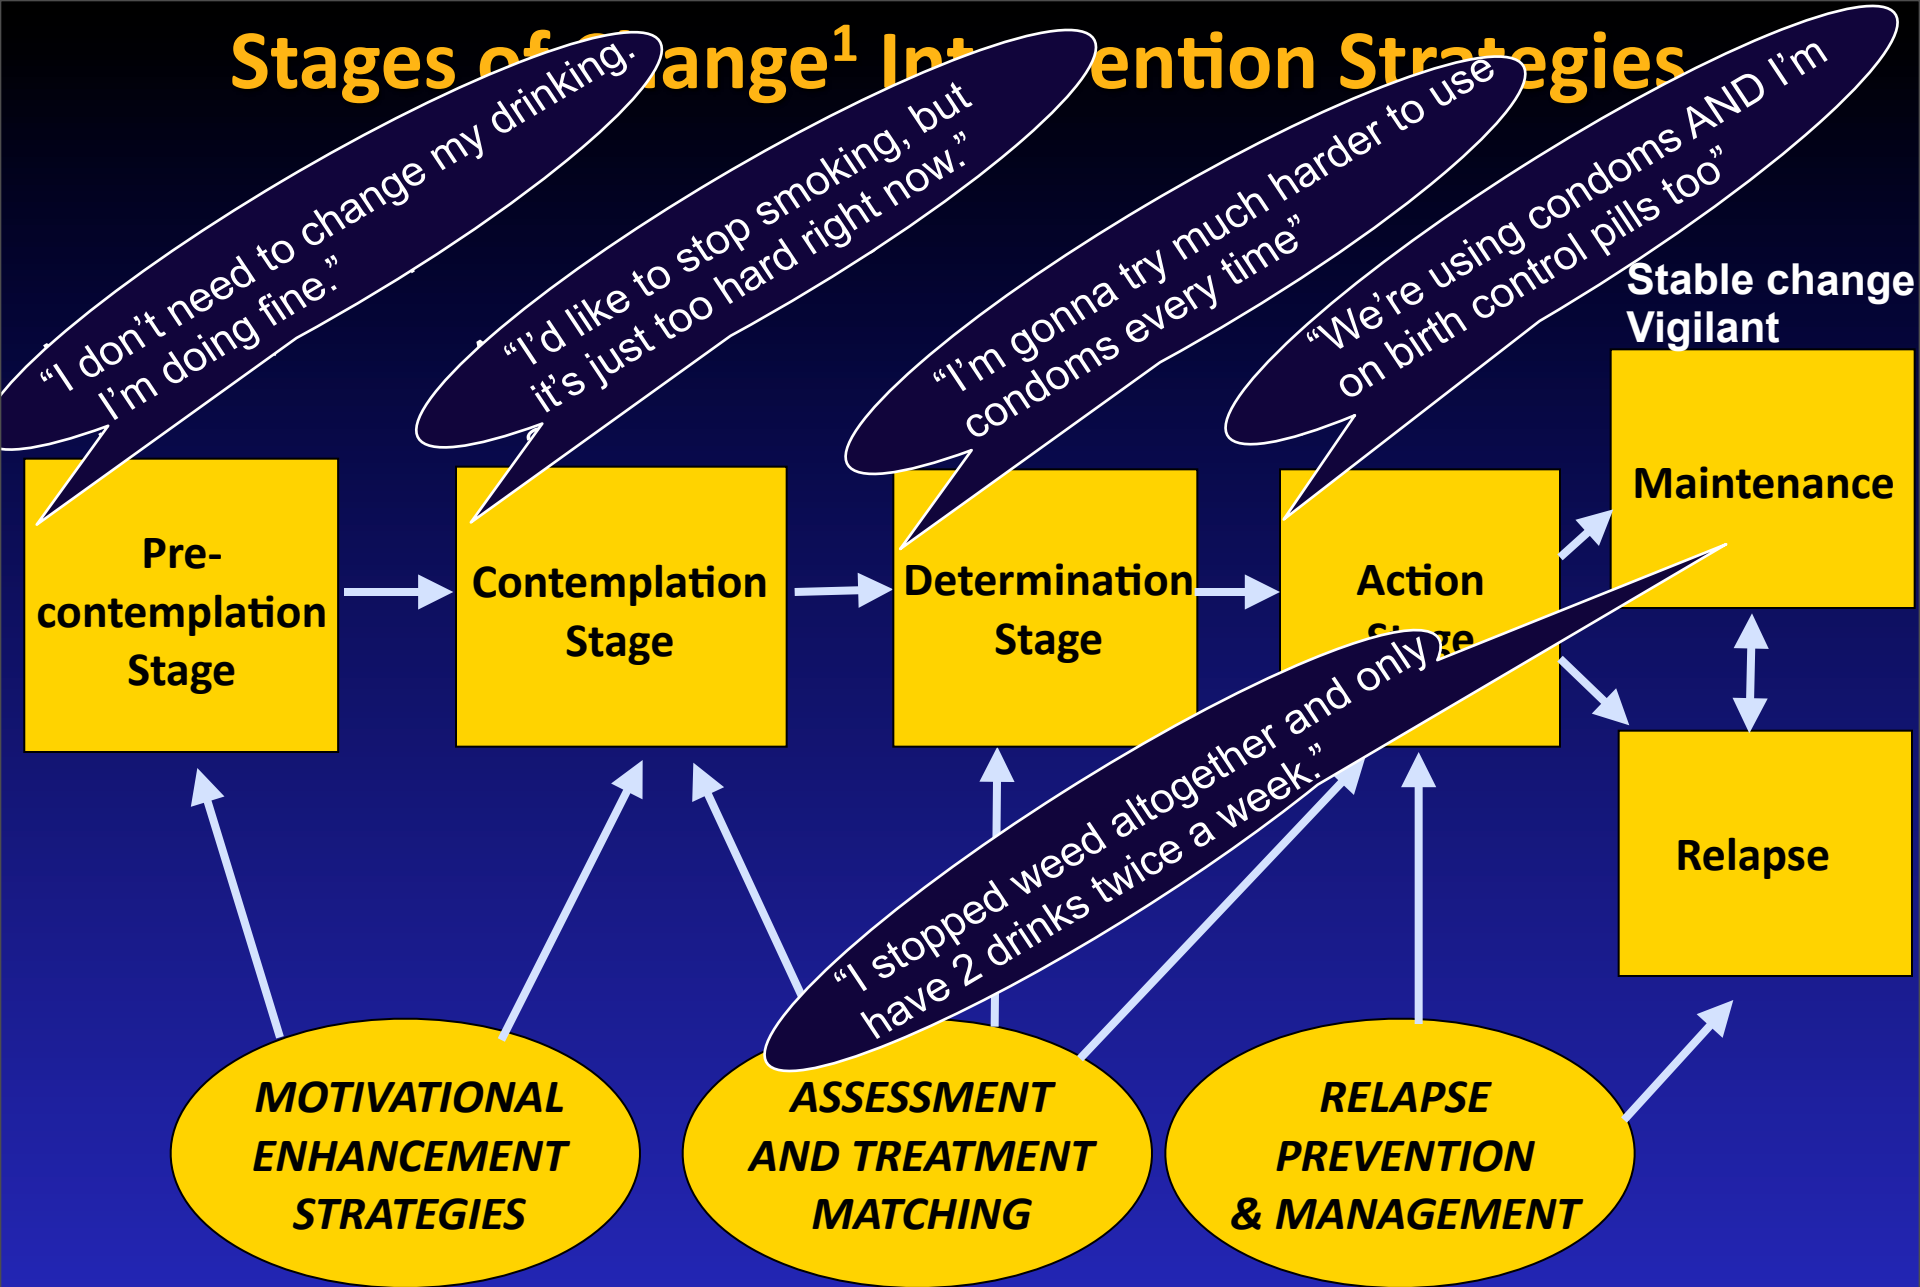 Stages of Change¹ Intervention Strategies
“I don’t need to change my drinking.
I’m doing fine.”
“I’d like to stop smoking, but
it’s just too hard right now.”
“I’m gonna try much harder to use
condoms every time”
“We’re using condoms AND I’m
on birth control pills too”
Stable change
Vigilant
Pre-
contemplation
Stage
Contemplation
Stage
Determination
Stage
Action
Stage
Maintenance
“I stopped weed altogether and only
have 2 drinks twice a week.”
Relapse
MOTIVATIONAL
ENHANCEMENT
STRATEGIES
ASSESSMENT
AND TREATMENT
MATCHING
RELAPSE
PREVENTION
& MANAGEMENT